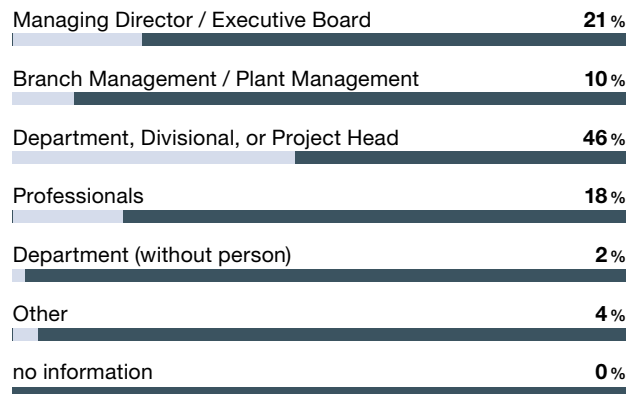 Managing Director / Executive Board 21 %
Branch Management / Plant Management 10 %
Department, Divisional, or Project Head 46 %
Professionals 18 %
Department (without person) 2 %
Other 4 %
no information 0 %